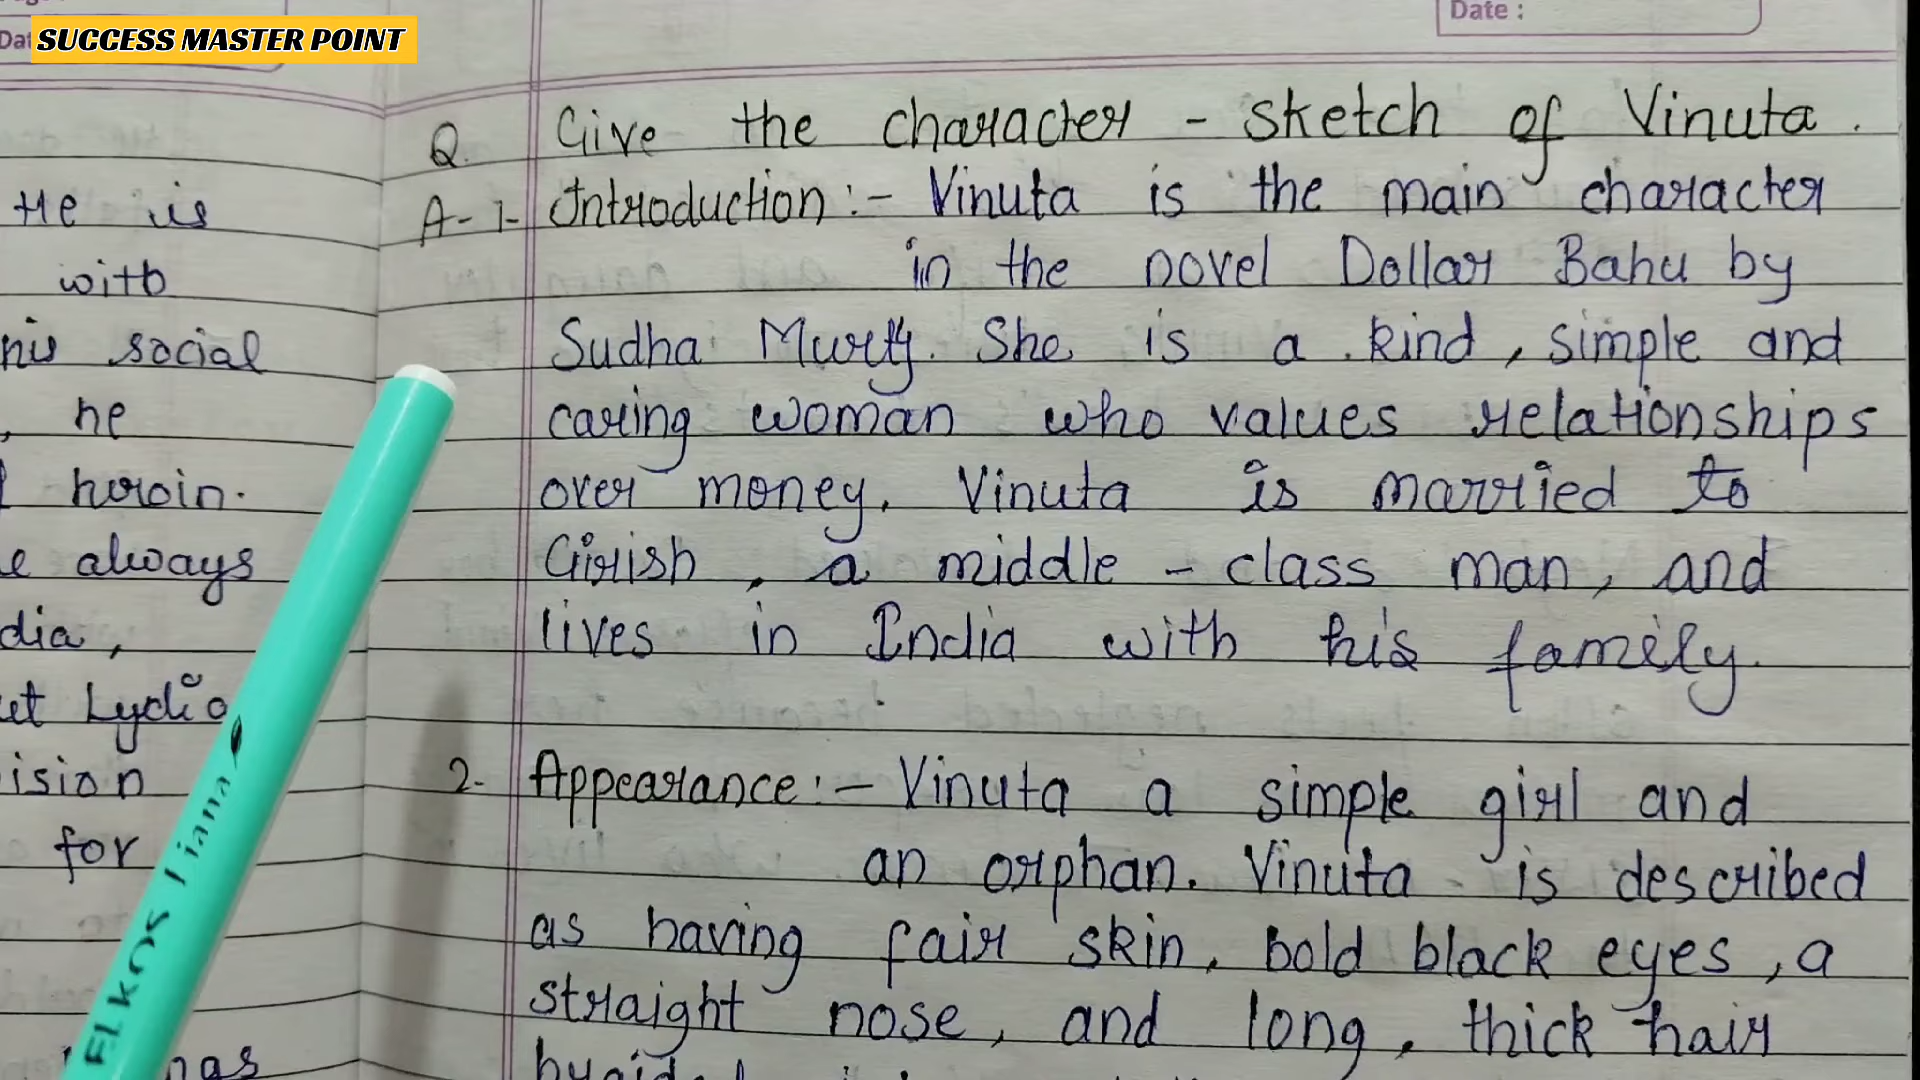 SUCCESS MASTER POINT
Date :
He is
with
his social
, he
heroin.
always
dia,
Lydia
ision
for
has
Q. Give the character - sketch of Vinuta.
A- 1- Introduction :- Vinuta is the main character
in the novel Dollar Bahu by
Sudha Murty. She is a kind, simple and
caring woman who values relationships
over money. Vinuta is married to
Girish, a middle - class man, and
lives in India with his family.
2- Appearance :- Vinuta a simple girl and
an orphan. Vinuta is described
as having fair skin, bold black eyes, a
straight nose, and long, thick hair
ELKOS Liana